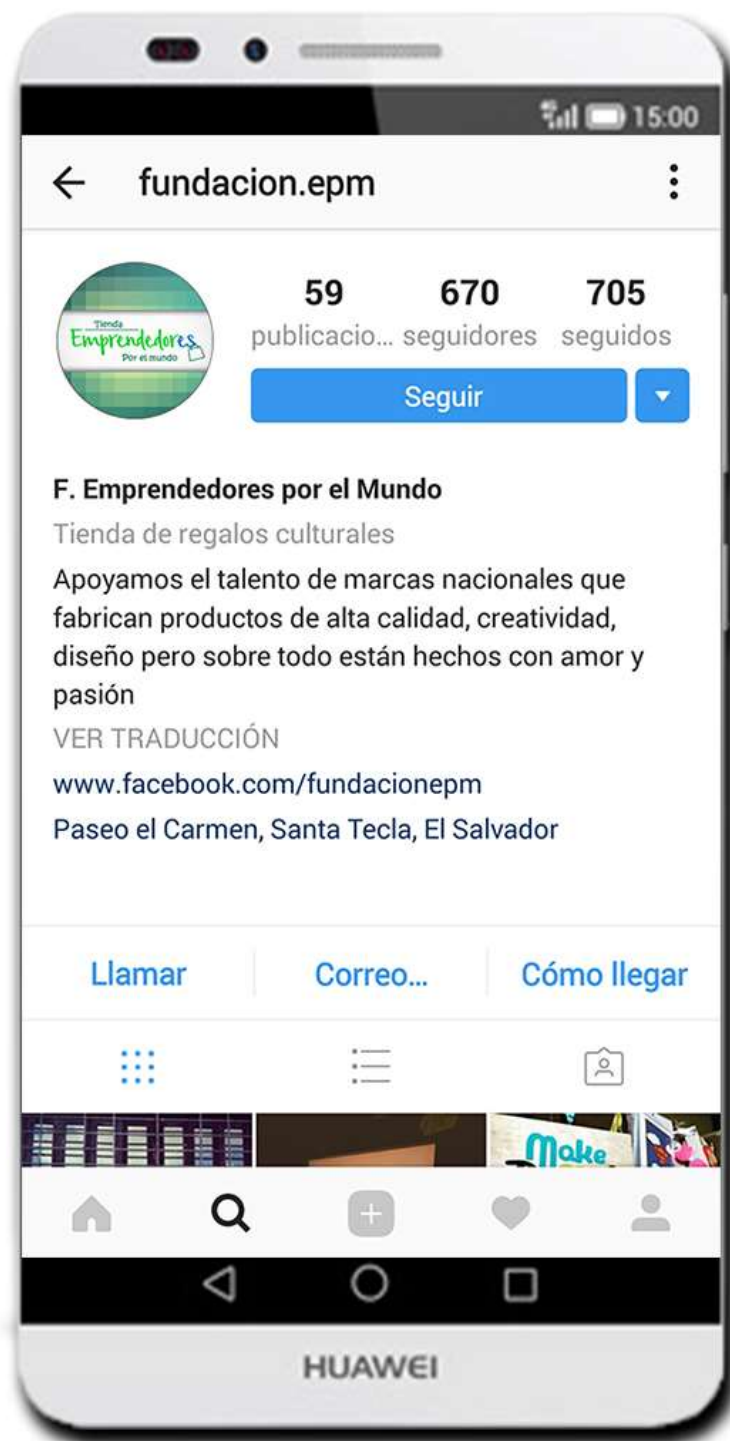 15:00
fundacion.epm
Tienda
Emprendedores
Por el mundo
59 670 705
publicacio... seguidores seguidos
Seguir
F. Emprendedores por el Mundo
Tienda de regalos culturales
Apoyamos el talento de marcas nacionales que
fabrican productos de alta calidad, creatividad,
diseño pero sobre todo están hechos con amor y
pasión
VER TRADUCCIÓN
www.facebook.com/fundacionepm
Paseo el Carmen, Santa Tecla, El Salvador
Llamar Correo... Cómo llegar
Make
HUAWEI